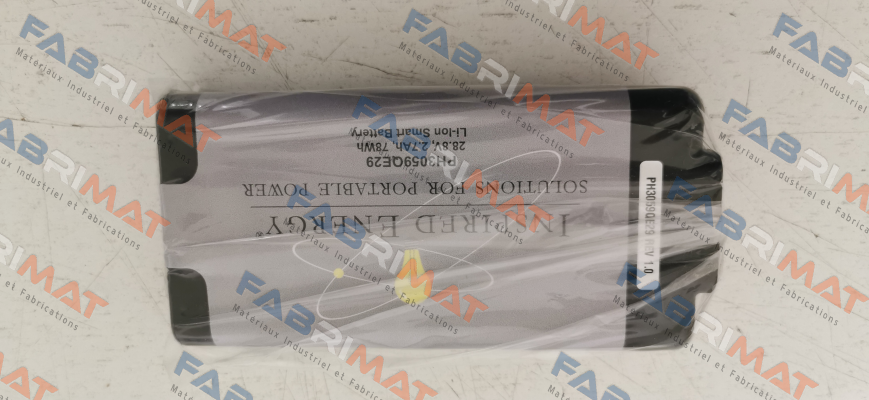 INSPIRED ENERGY®
SOLUTIONS FOR PORTABLE POWER
PH3059QE29
28.8V, 2.7Ah, 78Wh
Li-Ion Smart Battery
PH3059QE29 REV 1.0
FABRIMAT
Matériaux Industriel et Fabrications